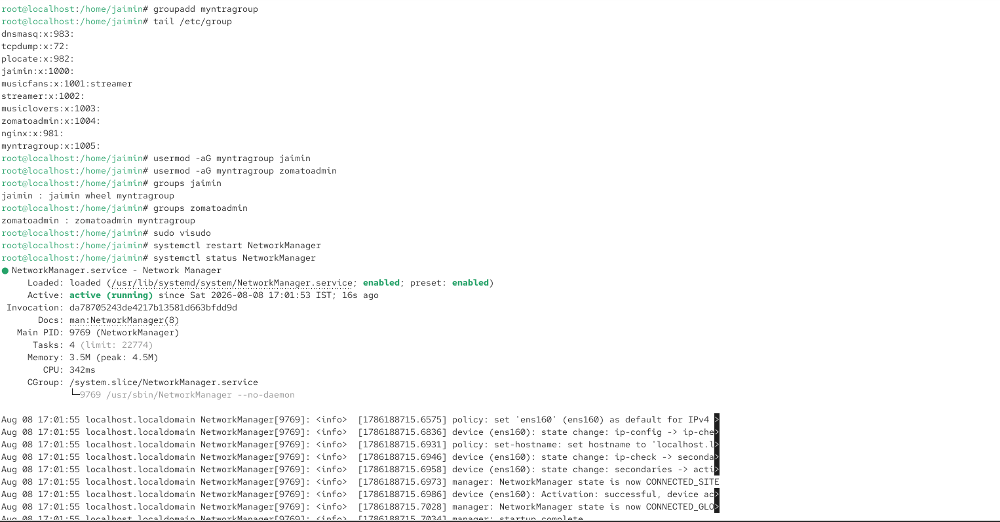 root@localhost:/home/jaimin# groupadd myntragroup
root@localhost:/home/jaimin# tail /etc/group
dnsmasq:x:983:
tcpdump:x:72:
plocate:x:982:
jaimin:x:1000:
musicfans:x:1001:streamer
streamer:x:1002:
musiclovers:x:1003:
zomatoadmin:x:1004:
nginx:x:981:
myntragroup:x:1005:
root@localhost:/home/jaimin# usermod -aG myntragroup jaimin
root@localhost:/home/jaimin# usermod -aG myntragroup zomatoadmin
root@localhost:/home/jaimin# groups jaimin
jaimin : jaimin wheel myntragroup
root@localhost:/home/jaimin# groups zomatoadmin
zomatoadmin : zomatoadmin myntragroup
root@localhost:/home/jaimin# sudo visudo
root@localhost:/home/jaimin# systemctl restart NetworkManager
root@localhost:/home/jaimin# systemctl status NetworkManager
● NetworkManager.service - Network Manager
     Loaded: loaded (/usr/lib/systemd/system/NetworkManager.service; enabled; preset: enabled)
     Active: active (running) since Sat 2026-08-08 17:01:53 IST; 16s ago
 Invocation: da78705243de4217b13581d663bfdd9d
       Docs: man:NetworkManager(8)
   Main PID: 9769 (NetworkManager)
      Tasks: 4 (limit: 22774)
     Memory: 3.5M (peak: 4.5M)
        CPU: 342ms
     CGroup: /system.slice/NetworkManager.service
             └─9769 /usr/sbin/NetworkManager --no-daemon
Aug 08 17:01:55 localhost.localdomain NetworkManager[9769]: <info>  [1786188715.6575] policy: set 'ens160' (ens160) as default for IPv4 >
Aug 08 17:01:55 localhost.localdomain NetworkManager[9769]: <info>  [1786188715.6836] device (ens160): state change: ip-config -> ip-che>
Aug 08 17:01:55 localhost.localdomain NetworkManager[9769]: <info>  [1786188715.6931] policy: set-hostname: set hostname to 'localhost.l>
Aug 08 17:01:55 localhost.localdomain NetworkManager[9769]: <info>  [1786188715.6946] device (ens160): state change: ip-check -> seconda>
Aug 08 17:01:55 localhost.localdomain NetworkManager[9769]: <info>  [1786188715.6958] device (ens160): state change: secondaries -> acti>
Aug 08 17:01:55 localhost.localdomain NetworkManager[9769]: <info>  [1786188715.6973] manager: NetworkManager state is now CONNECTED_SITE
Aug 08 17:01:55 localhost.localdomain NetworkManager[9769]: <info>  [1786188715.6986] device (ens160): Activation: successful, device ac>
Aug 08 17:01:55 localhost.localdomain NetworkManager[9769]: <info>  [1786188715.7028] manager: NetworkManager state is now CONNECTED_GLO>
Aug 08 17:01:55 localhost.localdomain NetworkManager[9769]: <info>  [1786188715.7034] manager: startup complete